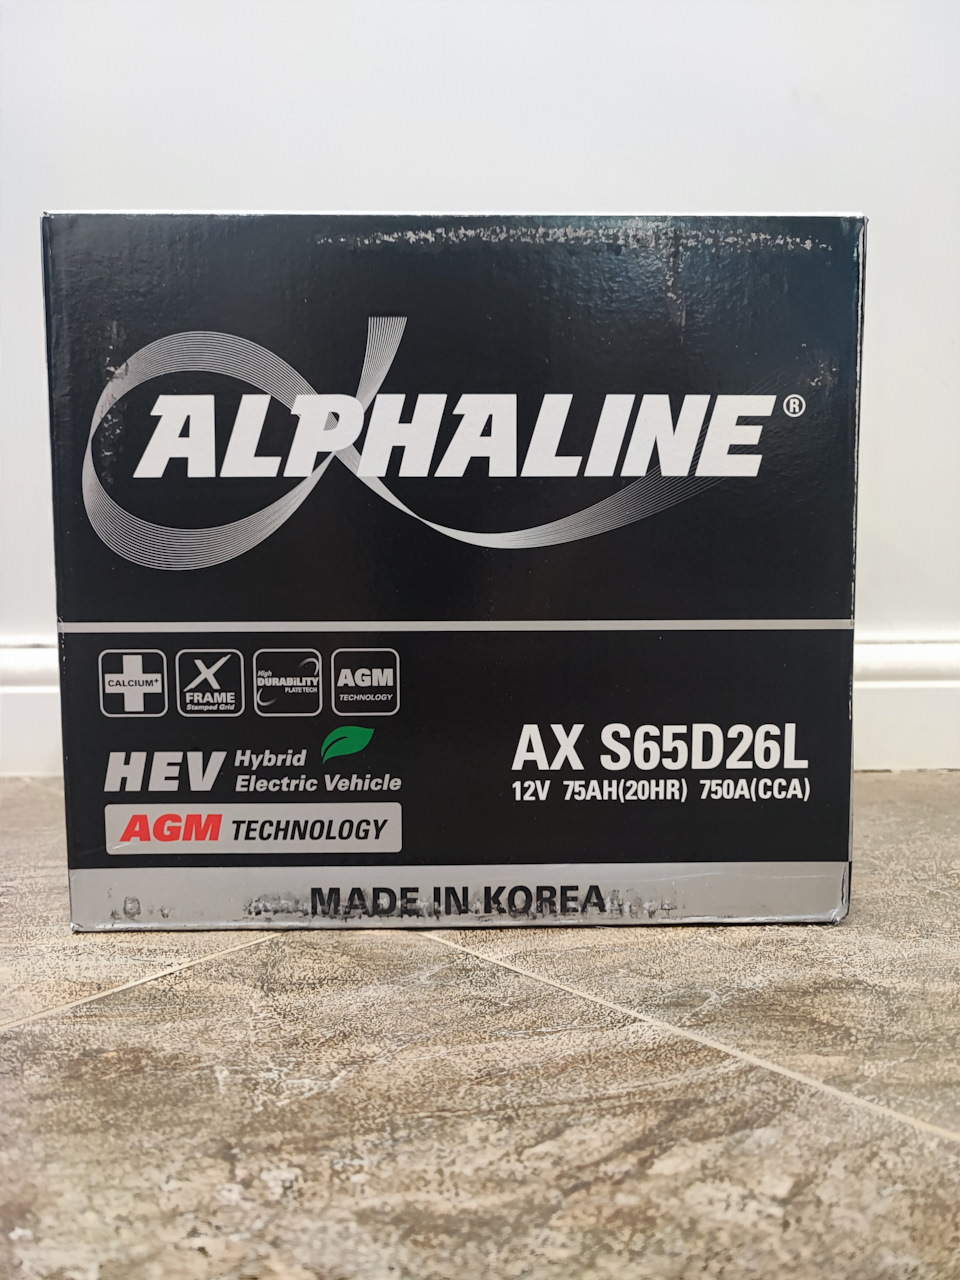 ALPHALINE®
CALCIUM+
X
FRAME
Stamped Grid
High
DURABILITY
PLATE TECH
AGM
TECHNOLOGY
HEV Hybrid
Electric Vehicle
AGM TECHNOLOGY
AX S65D26L
12V 75AH(20HR) 750A(CCA)
MADE IN KOREA